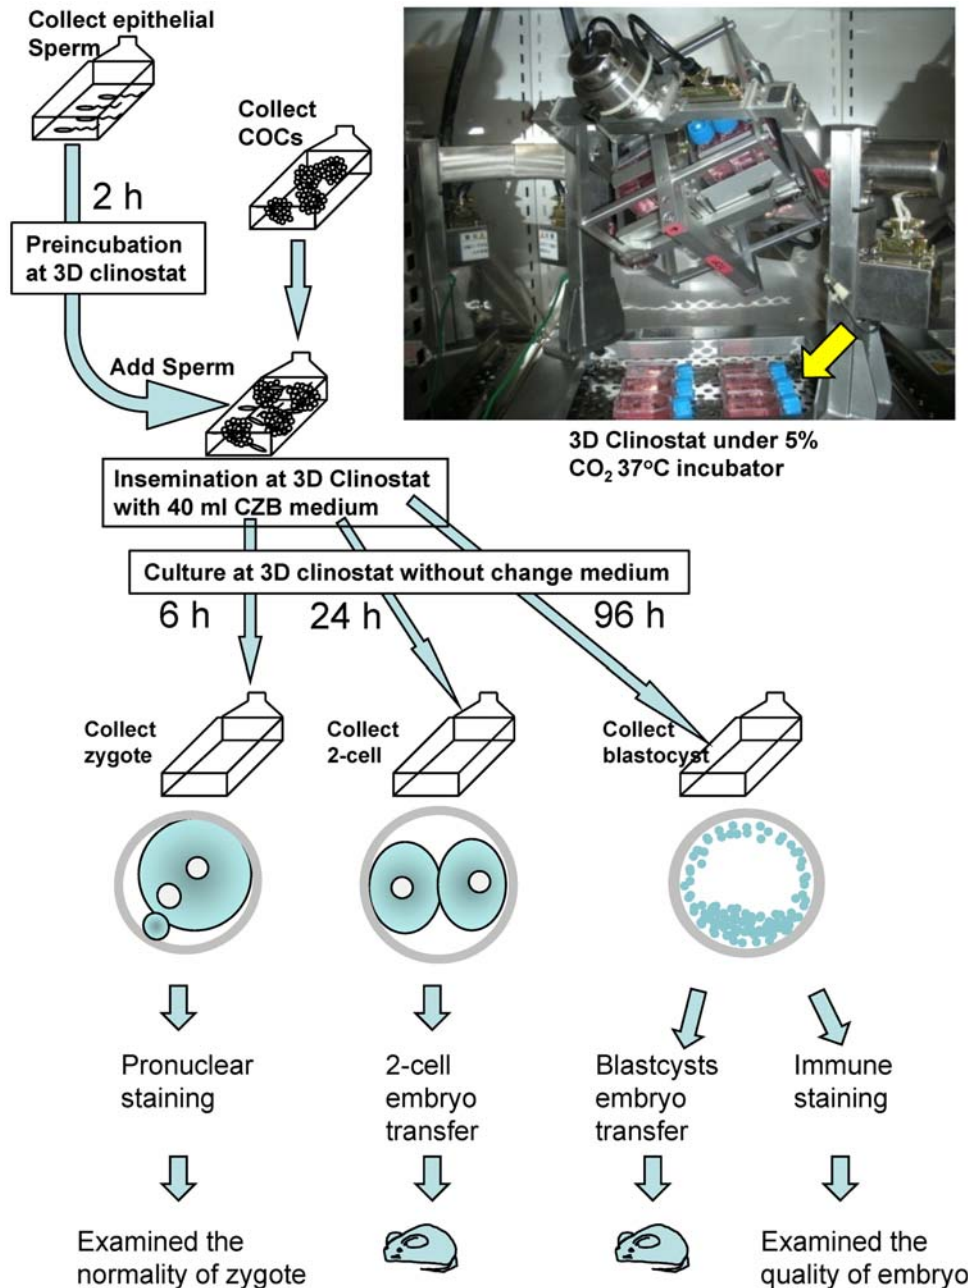 Collect epithelial
Sperm
Collect
COCs
2 h
Preincubation
at 3D clinostat
Add Sperm
3D Clinostat under 5%
CO2 37oC incubator
Insemination at 3D Clinostat
with 40 ml CZB medium
Culture at 3D clinostat without change medium
6 h
24 h
96 h
Collect
zygote
Collect
2-cell
Collect
blastocyst
Pronuclear
staining
2-cell
embryo
transfer
Blastcysts
embryo
transfer
Immune
staining
Examined the
normality of zygote
Examined the
quality of embryo